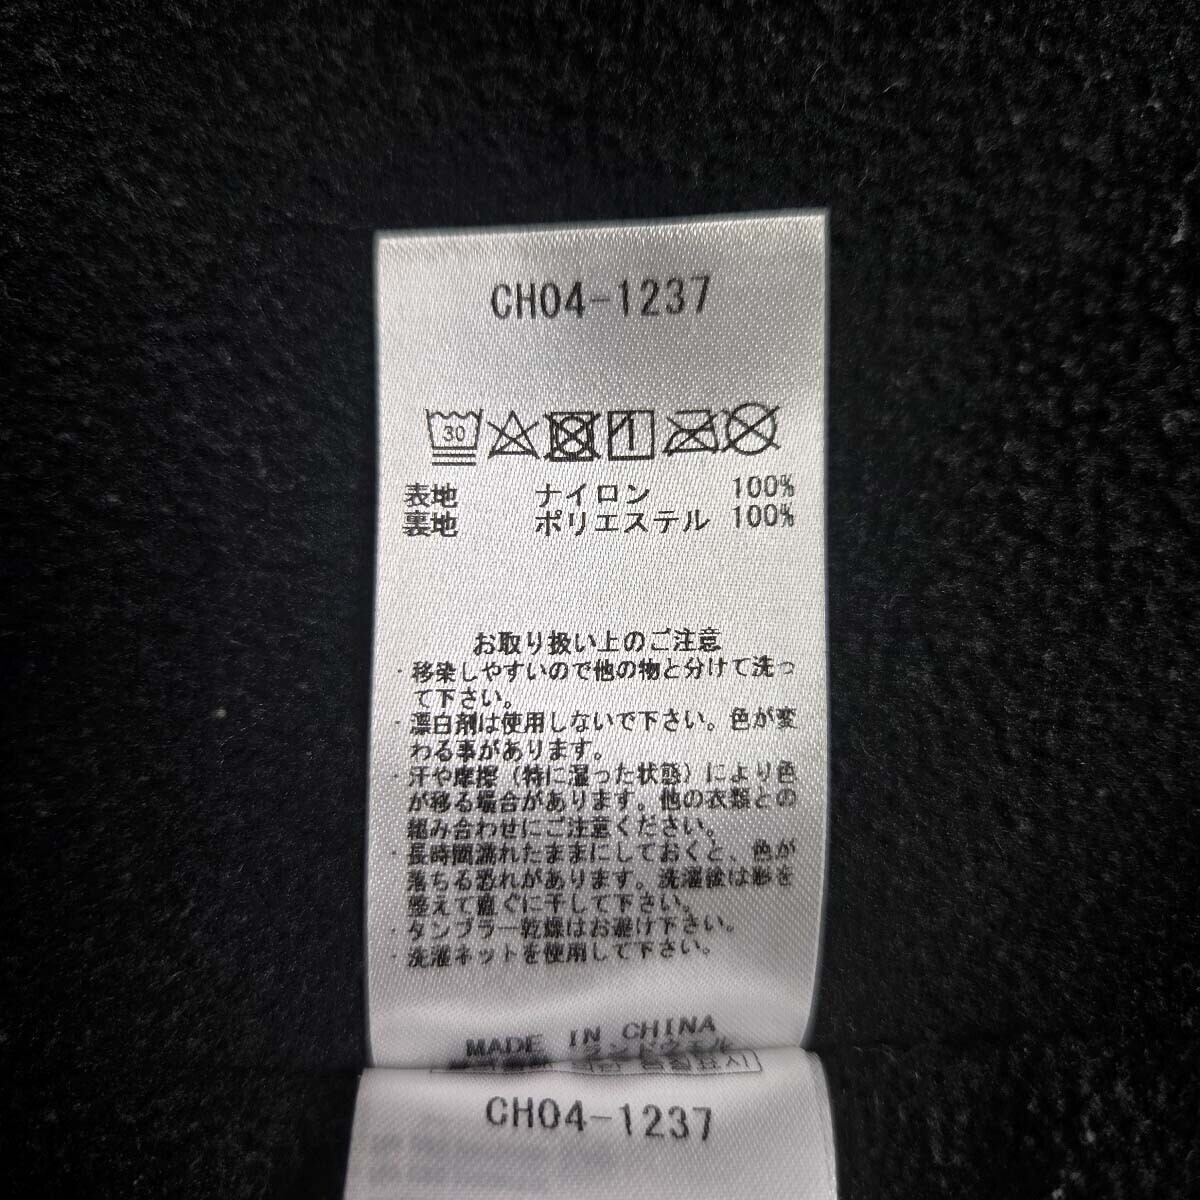 CH04-1237
30
表地 ナイロン 100%
裏地 ポリエステル 100%
お取り扱い上のご注意
・移染しやすいので他の物と分けて洗っ
て下さい。
・漂白剤は使用しないで下さい。色が変
わる事があります。
・汗や摩擦（特に湿った状態）により色
が移る場合があります。他の衣類との
組み合わせにご注意ください。
・長時間濡れたままにしておくと、色が
落ちる恐れがあります。洗濯後は形を
整えて直ぐに干して下さい。
・タンブラー乾燥はお避け下さい。
・洗濯ネットを使用して下さい。
MADE IN CHINA
CH04-1237